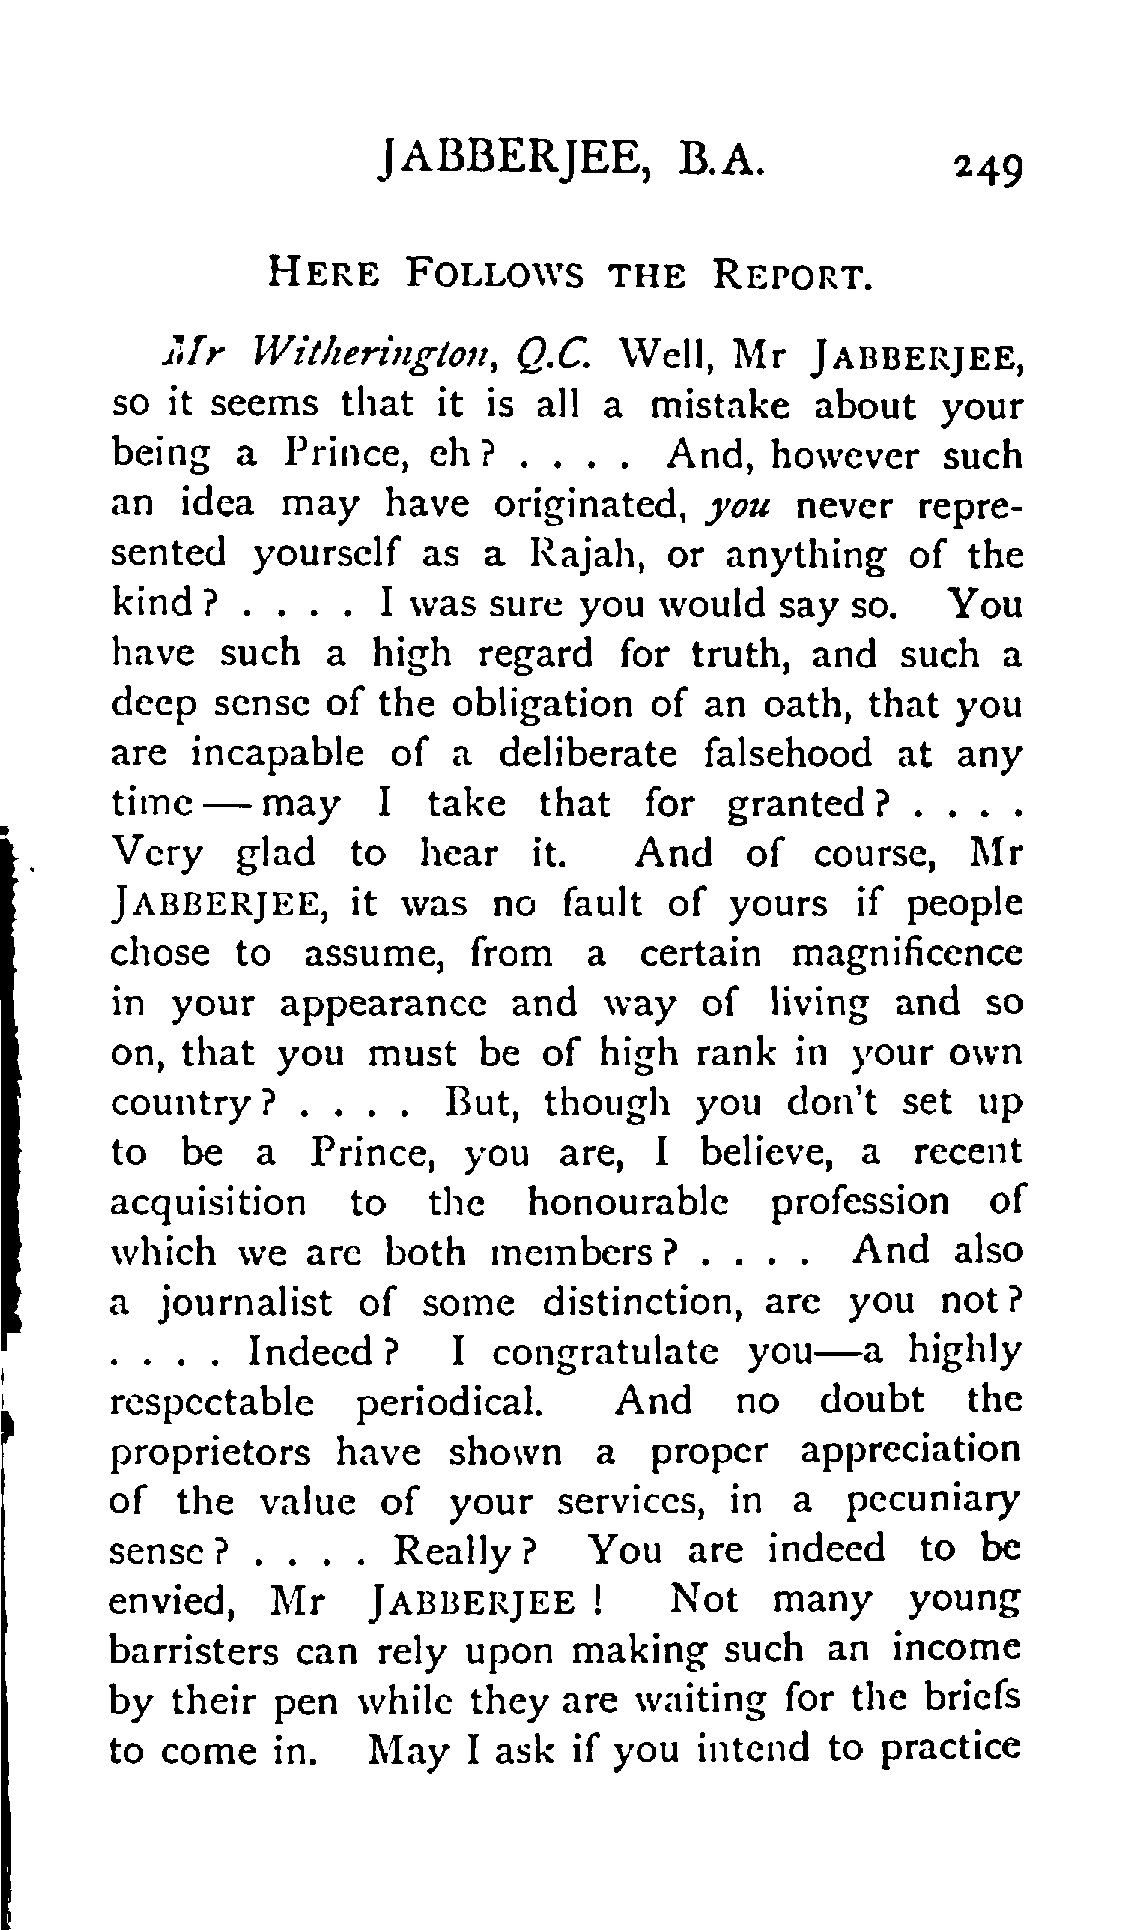 JABBERJEE, B.A. 249
HERE FOLLOWS THE REPORT.
Mr Witherington, Q.C. Well, Mr JABBERJEE,
so it seems that it is all a mistake about your
being a Prince, eh? . . . . And, however such
an idea may have originated, you never repre-
sented yourself as a Rajah, or anything of the
kind? . . . . I was sure you would say so. You
have such a high regard for truth, and such a
deep sense of the obligation of an oath, that you
are incapable of a deliberate falsehood at any
time — may I take that for granted? . . . .
Very glad to hear it. And of course, Mr
JABBERJEE, it was no fault of yours if people
chose to assume, from a certain magnificence
in your appearance and way of living and so
on, that you must be of high rank in your own
country? . . . . But, though you don't set up
to be a Prince, you are, I believe, a recent
acquisition to the honourable profession of
which we are both members? . . . . And also
a journalist of some distinction, are you not?
. . . . Indeed? I congratulate you—a highly
respectable periodical. And no doubt the
proprietors have shown a proper appreciation
of the value of your services, in a pecuniary
sense? . . . . Really? You are indeed to be
envied, Mr JABBERJEE! Not many young
barristers can rely upon making such an income
by their pen while they are waiting for the briefs
to come in. May I ask if you intend to practice